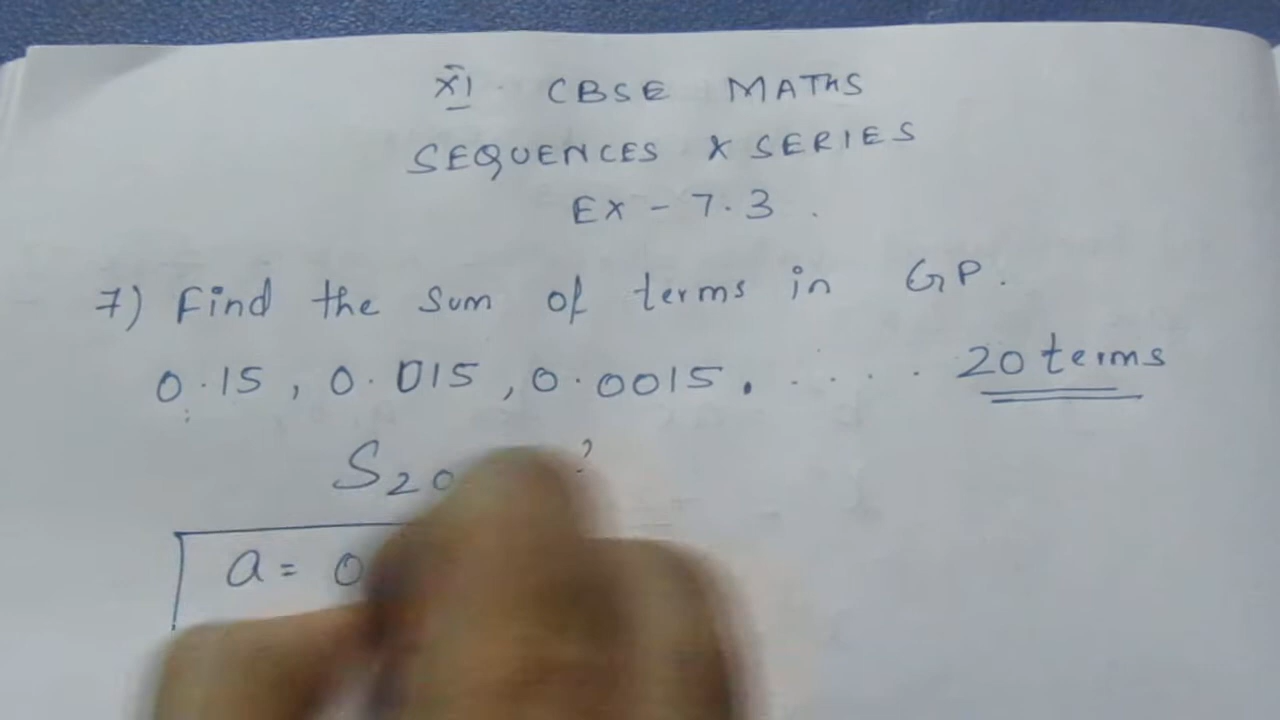 XI CBSE MATHS
SEQUENCES & SERIES
EX - 7.3.
7) Find the sum of terms in GP.
0.15, 0.015, 0.0015, . . . . . 20 terms
S20 ?
a = 0